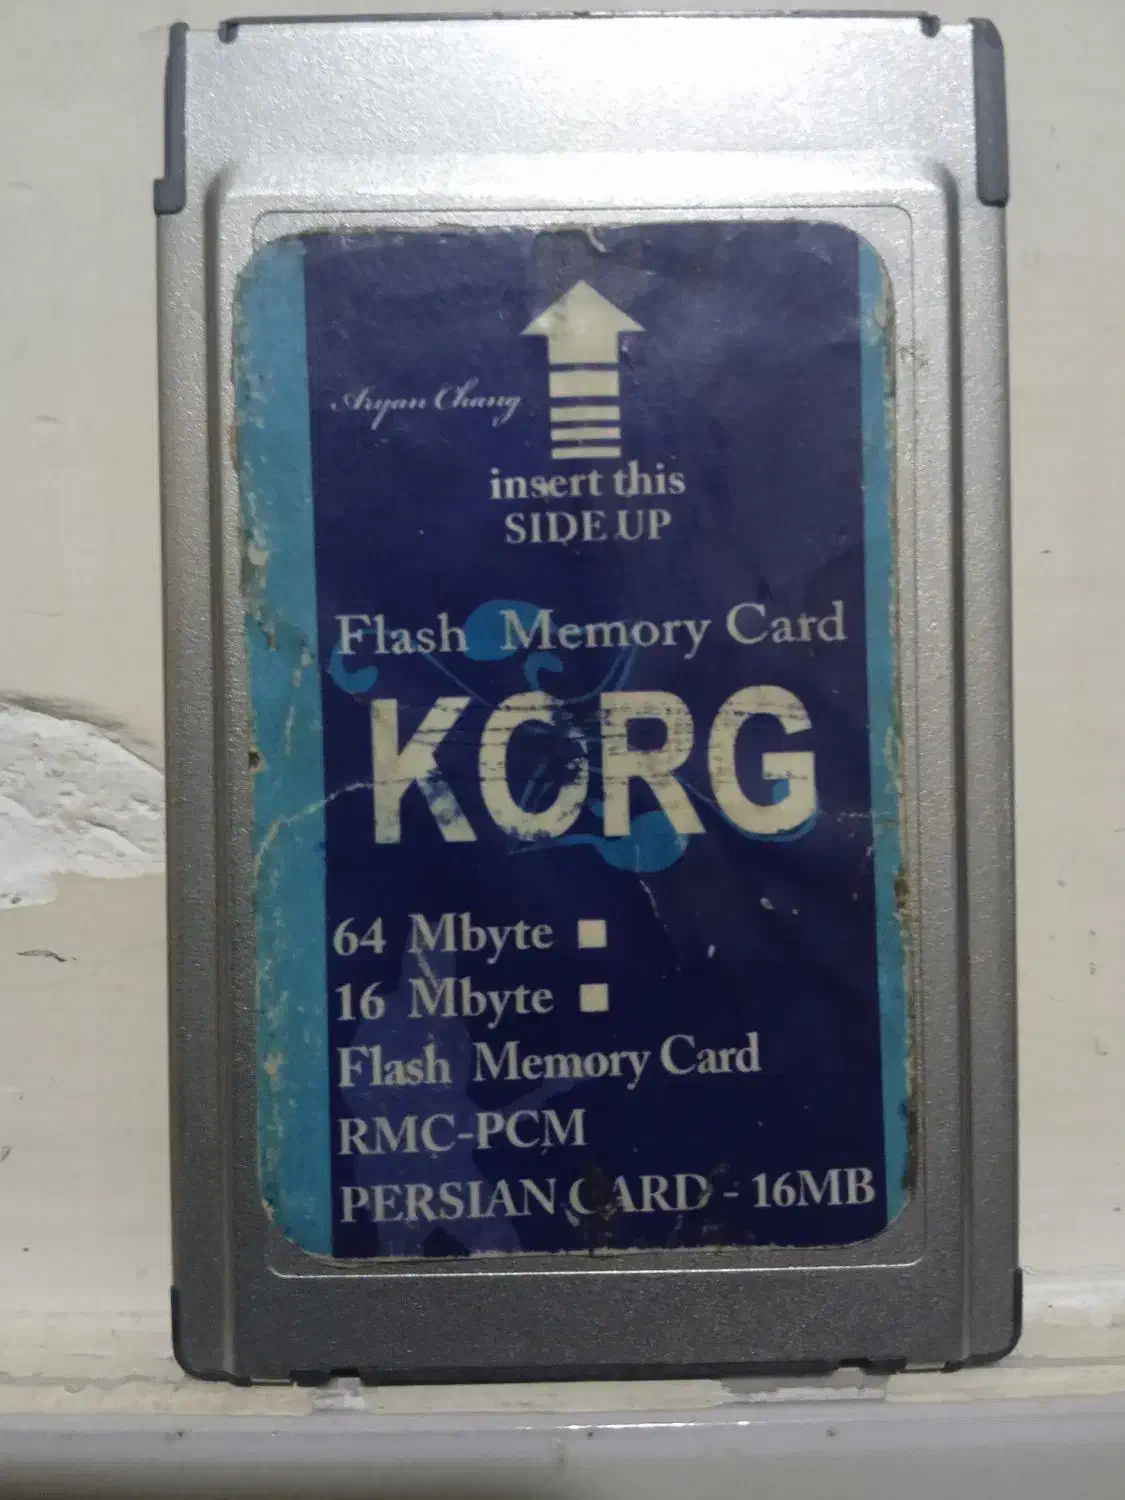 Aryan Chang
insert this
SIDE UP
Flash Memory Card
KORG
64 Mbyte
16 Mbyte
Flash Memory Card
RMC-PCM
PERSIAN CARD - 16MB